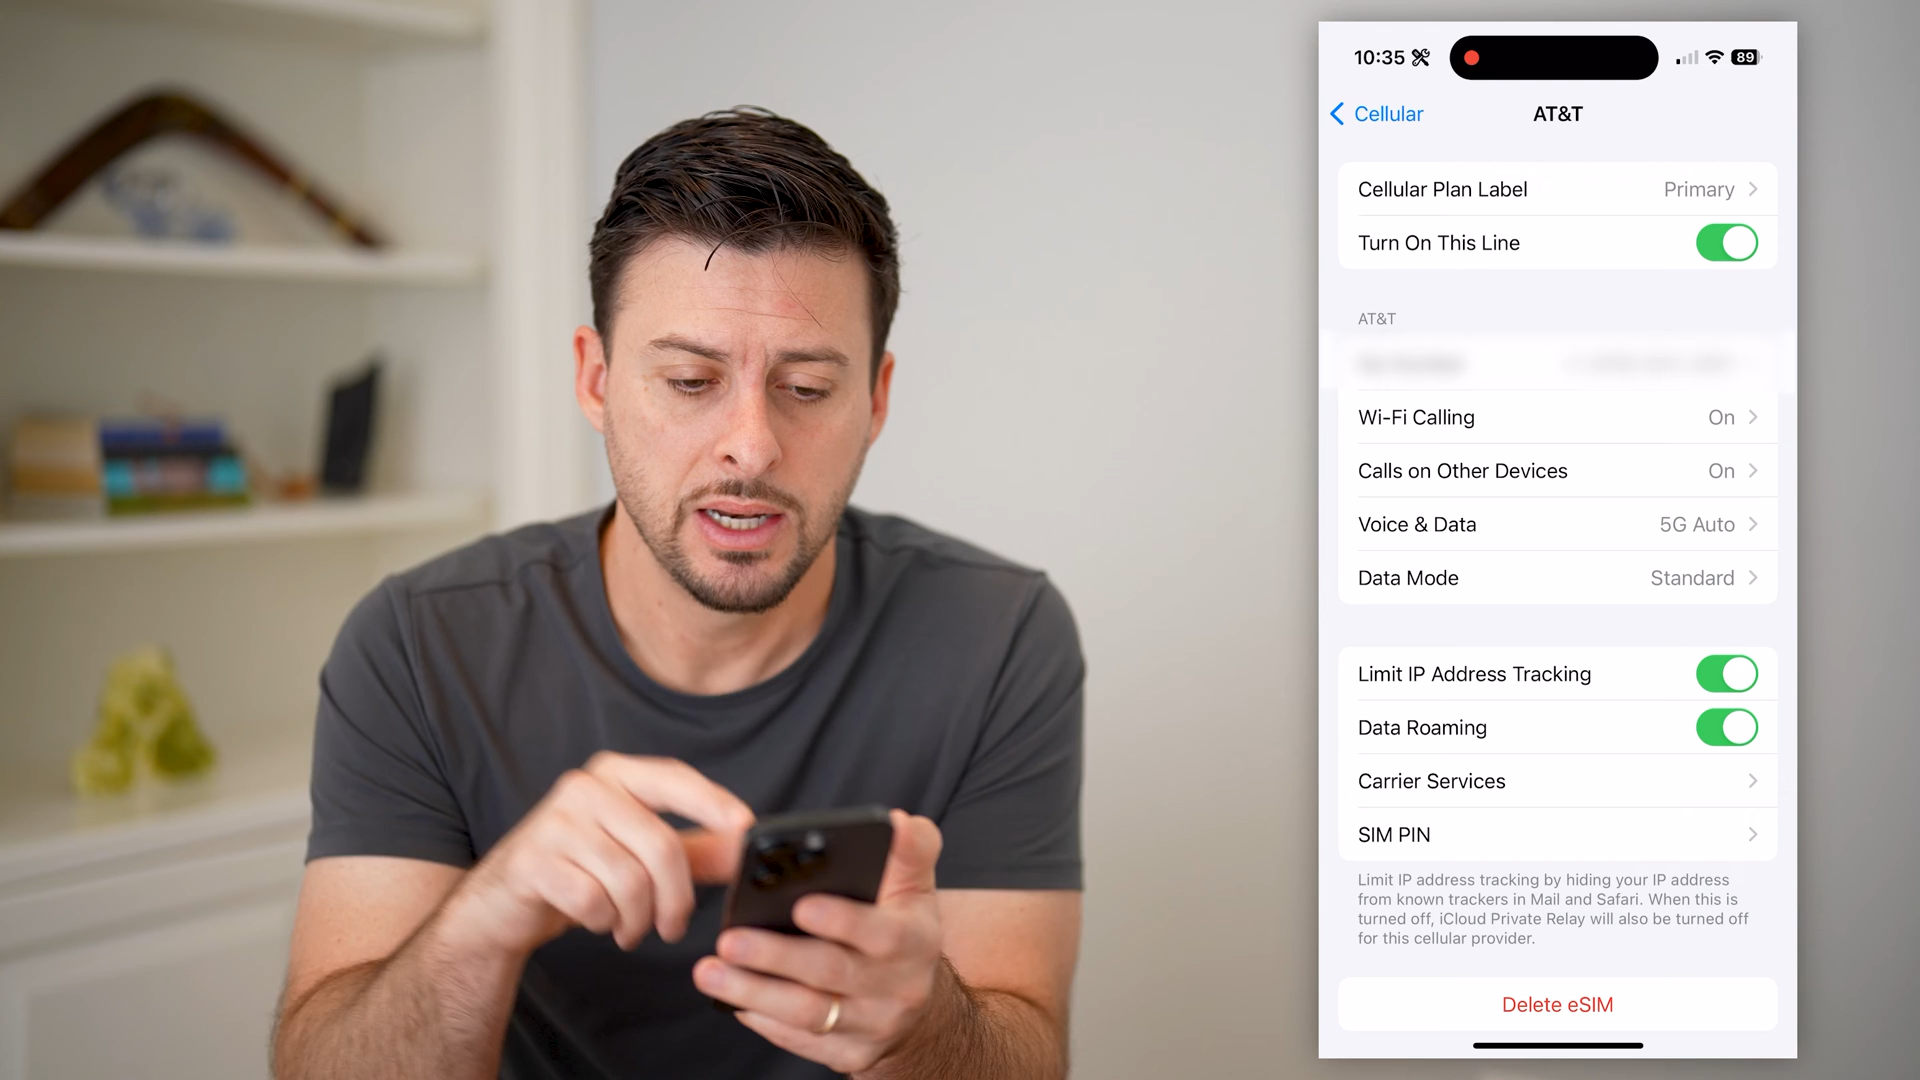 10:35
89
Cellular
AT&T
Cellular Plan Label Primary
Turn On This Line
AT&T
Wi-Fi Calling On
Calls on Other Devices On
Voice & Data 5G Auto
Data Mode Standard
Limit IP Address Tracking
Data Roaming
Carrier Services
SIM PIN
Limit IP address tracking by hiding your IP address
from known trackers in Mail and Safari. When this is
turned off, iCloud Private Relay will also be turned off
for this cellular provider.
Delete eSIM